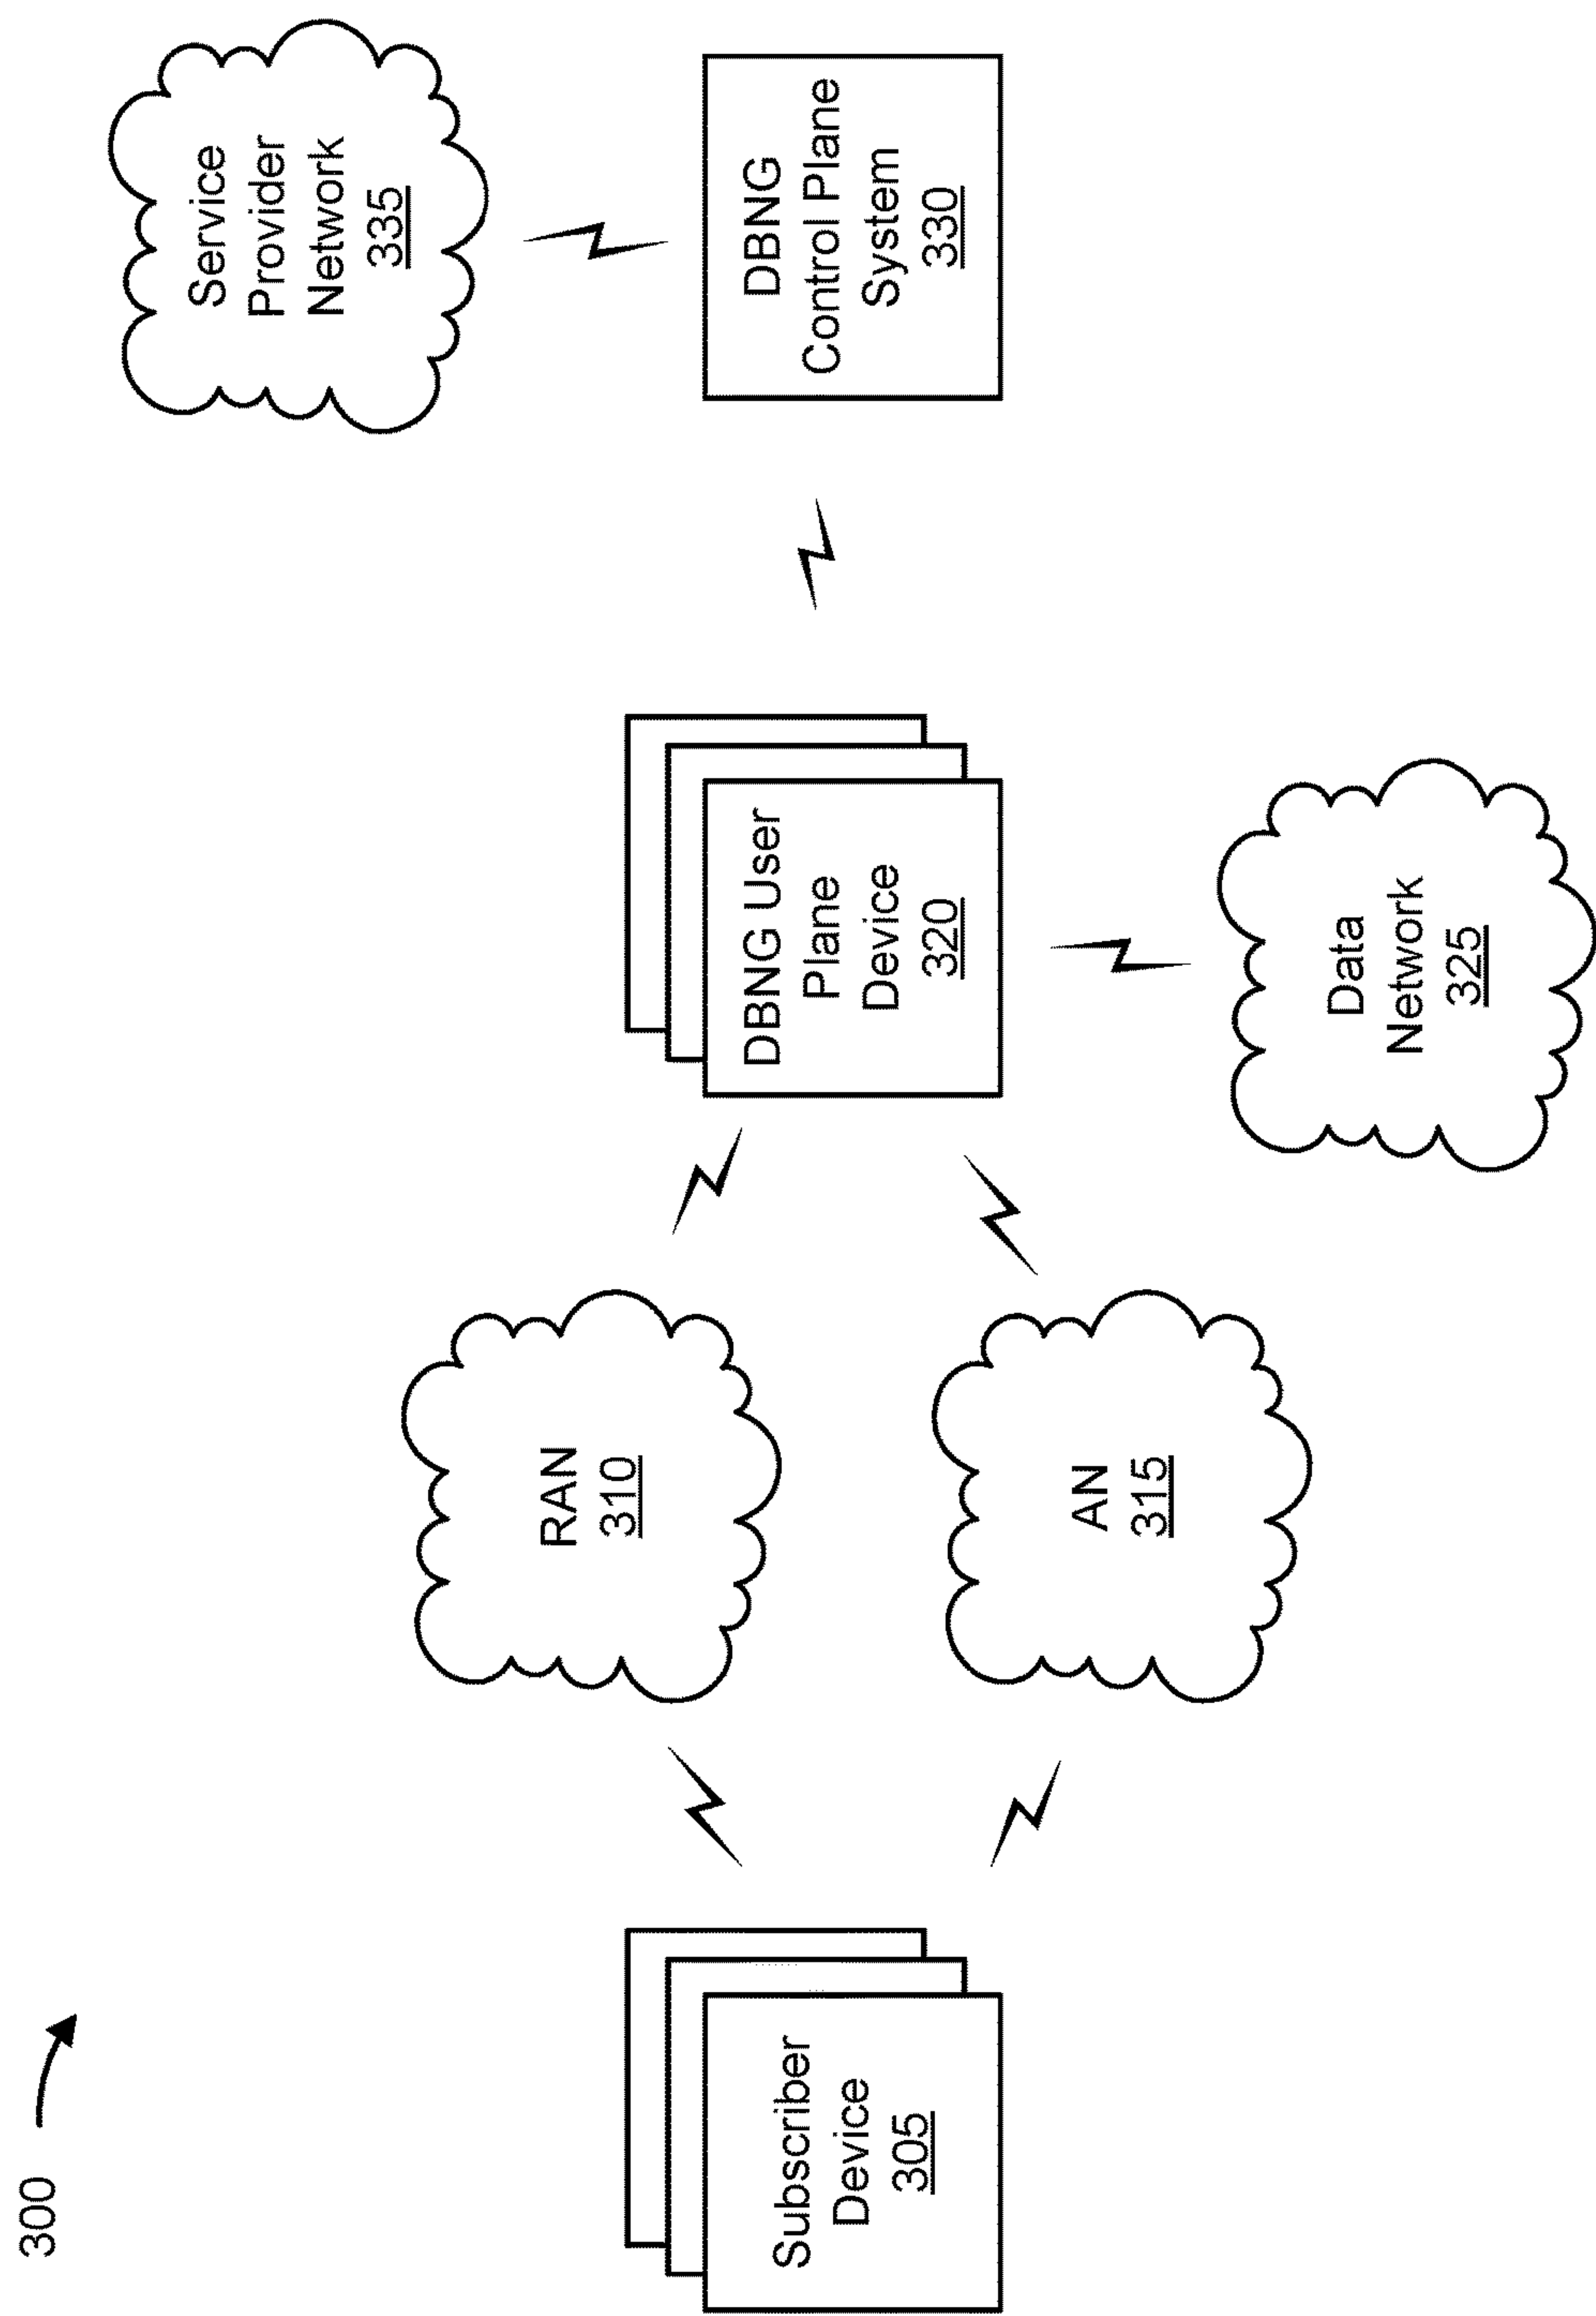 300
Subscriber
Device
305
RAN
310
AN
315
DBNG User
Plane
Device
320
Data
Network
325
DBNG
Control Plane
System
330
Service
Provider
Network
335